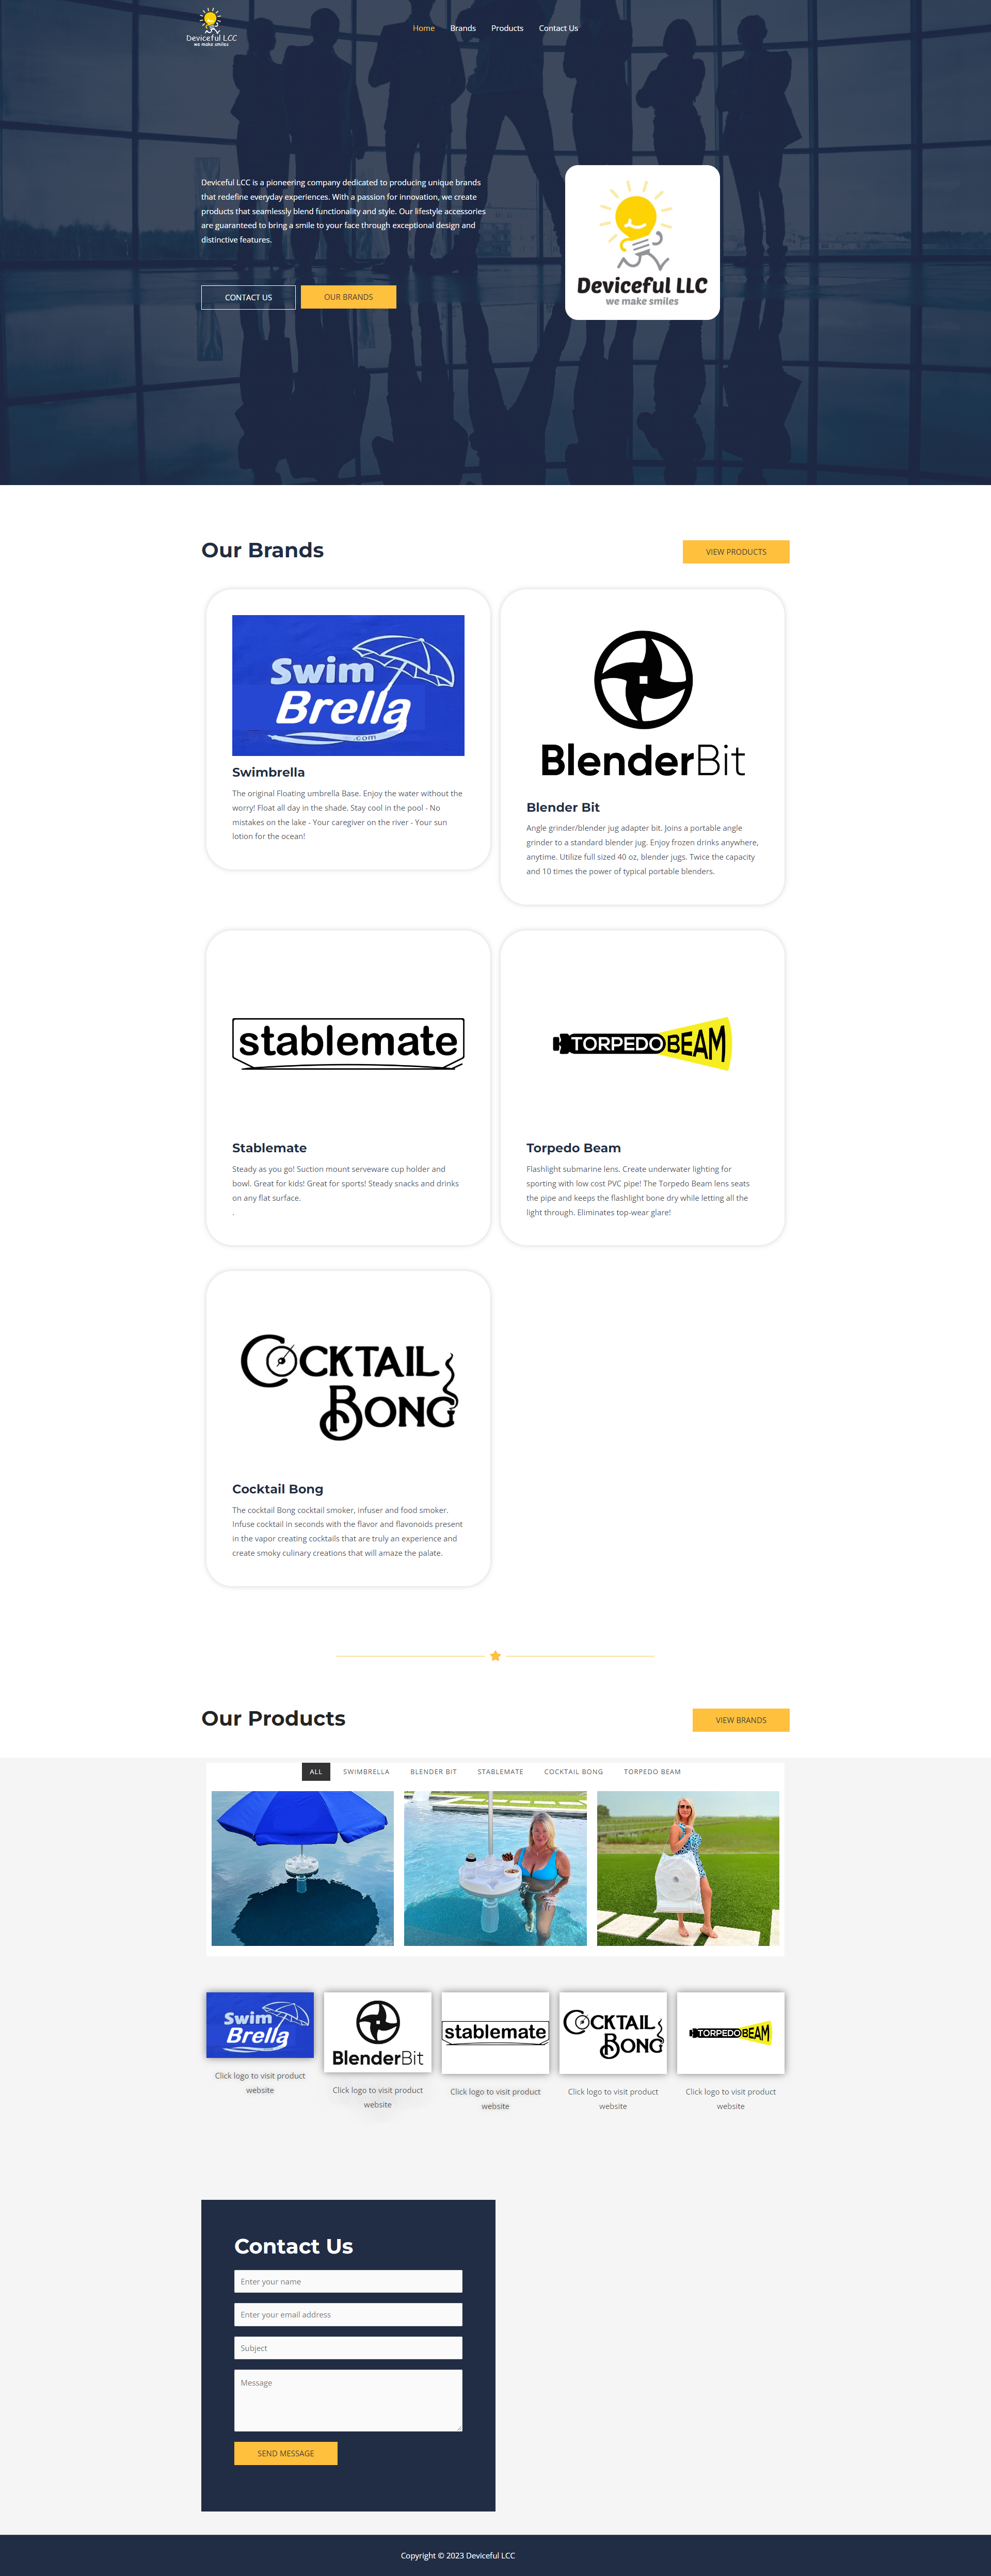 Deviceful LCC
we make smiles
Home
Brands
Products
Contact Us
Deviceful LCC is a pioneering company dedicated to producing unique brands
that redefine everyday experiences. With a passion for innovation, we create
products that seamlessly blend functionality and style. Our lifestyle accessories
are guaranteed to bring a smile to your face through exceptional design and
distinctive features.
CONTACT US
OUR BRANDS
Deviceful LLC
we make smiles
Our Brands
VIEW PRODUCTS
Swim
Brella
.com
Swimbrella
The original Floating umbrella Base. Enjoy the water without the
worry! Float all day in the shade. Stay cool in the pool - No
mistakes on the lake - Your caregiver on the river - Your sun
lotion for the ocean!
BlenderBit
Blender Bit
Angle grinder/blender jug adapter bit. Joins a portable angle
grinder to a standard blender jug. Enjoy frozen drinks anywhere,
anytime. Utilize full sized 40 oz, blender jugs. Twice the capacity
and 10 times the power of typical portable blenders.
stablemate
Stablemate
Steady as you go! Suction mount serveware cup holder and
bowl. Great for kids! Great for sports! Steady snacks and drinks
on any flat surface.
.
TORPEDO BEAM
Torpedo Beam
Flashlight submarine lens. Create underwater lighting for
sporting with low cost PVC pipe! The Torpedo Beam lens seats
the pipe and keeps the flashlight bone dry while letting all the
light through. Eliminates top-wear glare!
COCKTAIL
BONG
Cocktail Bong
The cocktail Bong cocktail smoker, infuser and food smoker.
Infuse cocktail in seconds with the flavor and flavonoids present
in the vapor creating cocktails that are truly an experience and
create smoky culinary creations that will amaze the palate.
Our Products
VIEW BRANDS
ALL
SWIMBRELLA
BLENDER BIT
STABLEMATE
COCKTAIL BONG
TORPEDO BEAM
Swim
Brella
Click logo to visit product
website
BlenderBit
Click logo to visit product
website
stablemate
Click logo to visit product
website
COCKTAIL
BONG
Click logo to visit product
website
TORPEDO BEAM
Click logo to visit product
website
Contact Us
Enter your name
Enter your email address
Subject
Message
SEND MESSAGE
Copyright © 2023 Deviceful LCC